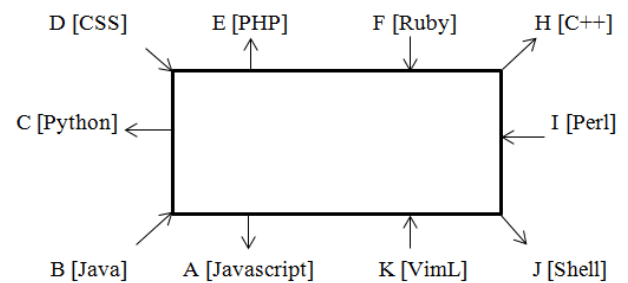 D [CSS] E [PHP] F [Ruby] H [C++]
C [Python] I [Perl]
B [Java] A [Javascript] K [VimL] J [Shell]